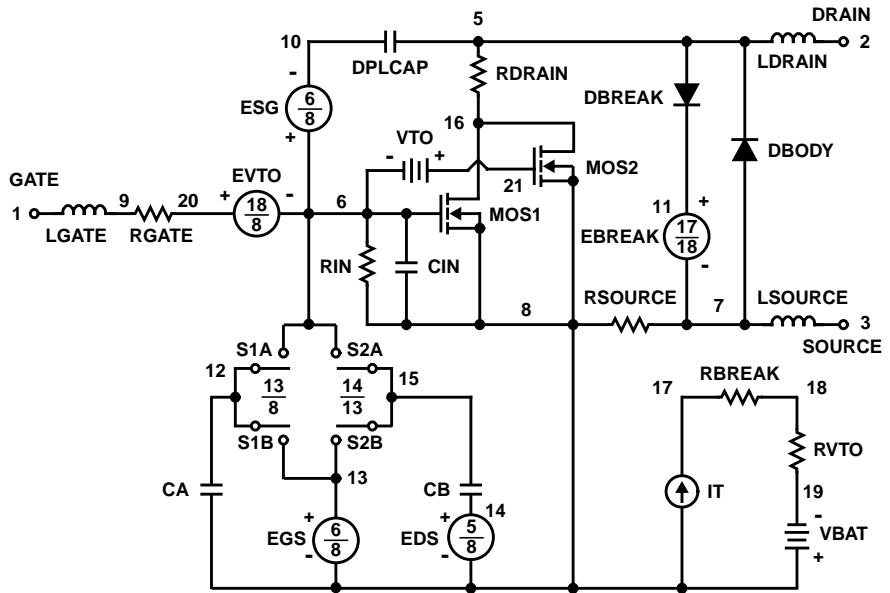 5
DRAIN
10
2
DPLCAP
RDRAIN
LDRAIN
-
DBREAK
6
8
ESG
+
16
VTO
-
+
DBODY
MOS2
GATE
EVTO
21
9
20
+
18
8
-
6
MOS1
11
+
1
LGATE
RGATE
EBREAK
17
18
-
RIN
CIN
8
RSOURCE
7
LSOURCE
3
SOURCE
S1A
S2A
12
13
8
14
13
15
17
RBREAK
18
S1B
S2B
RVTO
13
CA
CB
IT
19
+
+
14
-
EGS
6
8
EDS
5
8
VBAT
-
-
+